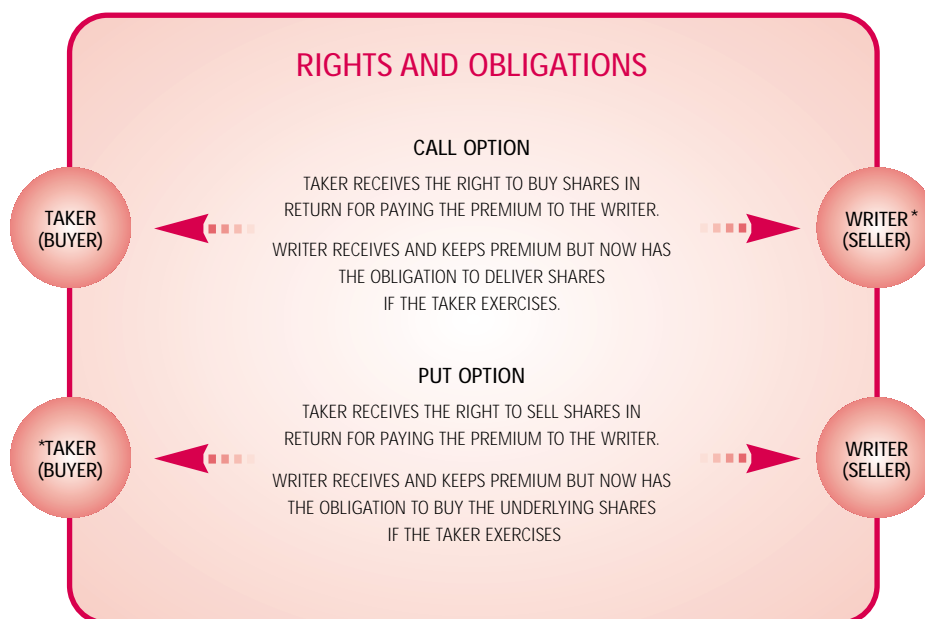 RIGHTS AND OBLIGATIONS
CALL OPTION
TAKER RECEIVES THE RIGHT TO BUY SHARES IN
RETURN FOR PAYING THE PREMIUM TO THE WRITER.
WRITER RECEIVES AND KEEPS PREMIUM BUT NOW HAS
THE OBLIGATION TO DELIVER SHARES
IF THE TAKER EXERCISES.
TAKER
(BUYER)
WRITER*
(SELLER)
PUT OPTION
TAKER RECEIVES THE RIGHT TO SELL SHARES IN
RETURN FOR PAYING THE PREMIUM TO THE WRITER.
WRITER RECEIVES AND KEEPS PREMIUM BUT NOW HAS
THE OBLIGATION TO BUY THE UNDERLYING SHARES
IF THE TAKER EXERCISES
*TAKER
(BUYER)
WRITER
(SELLER)